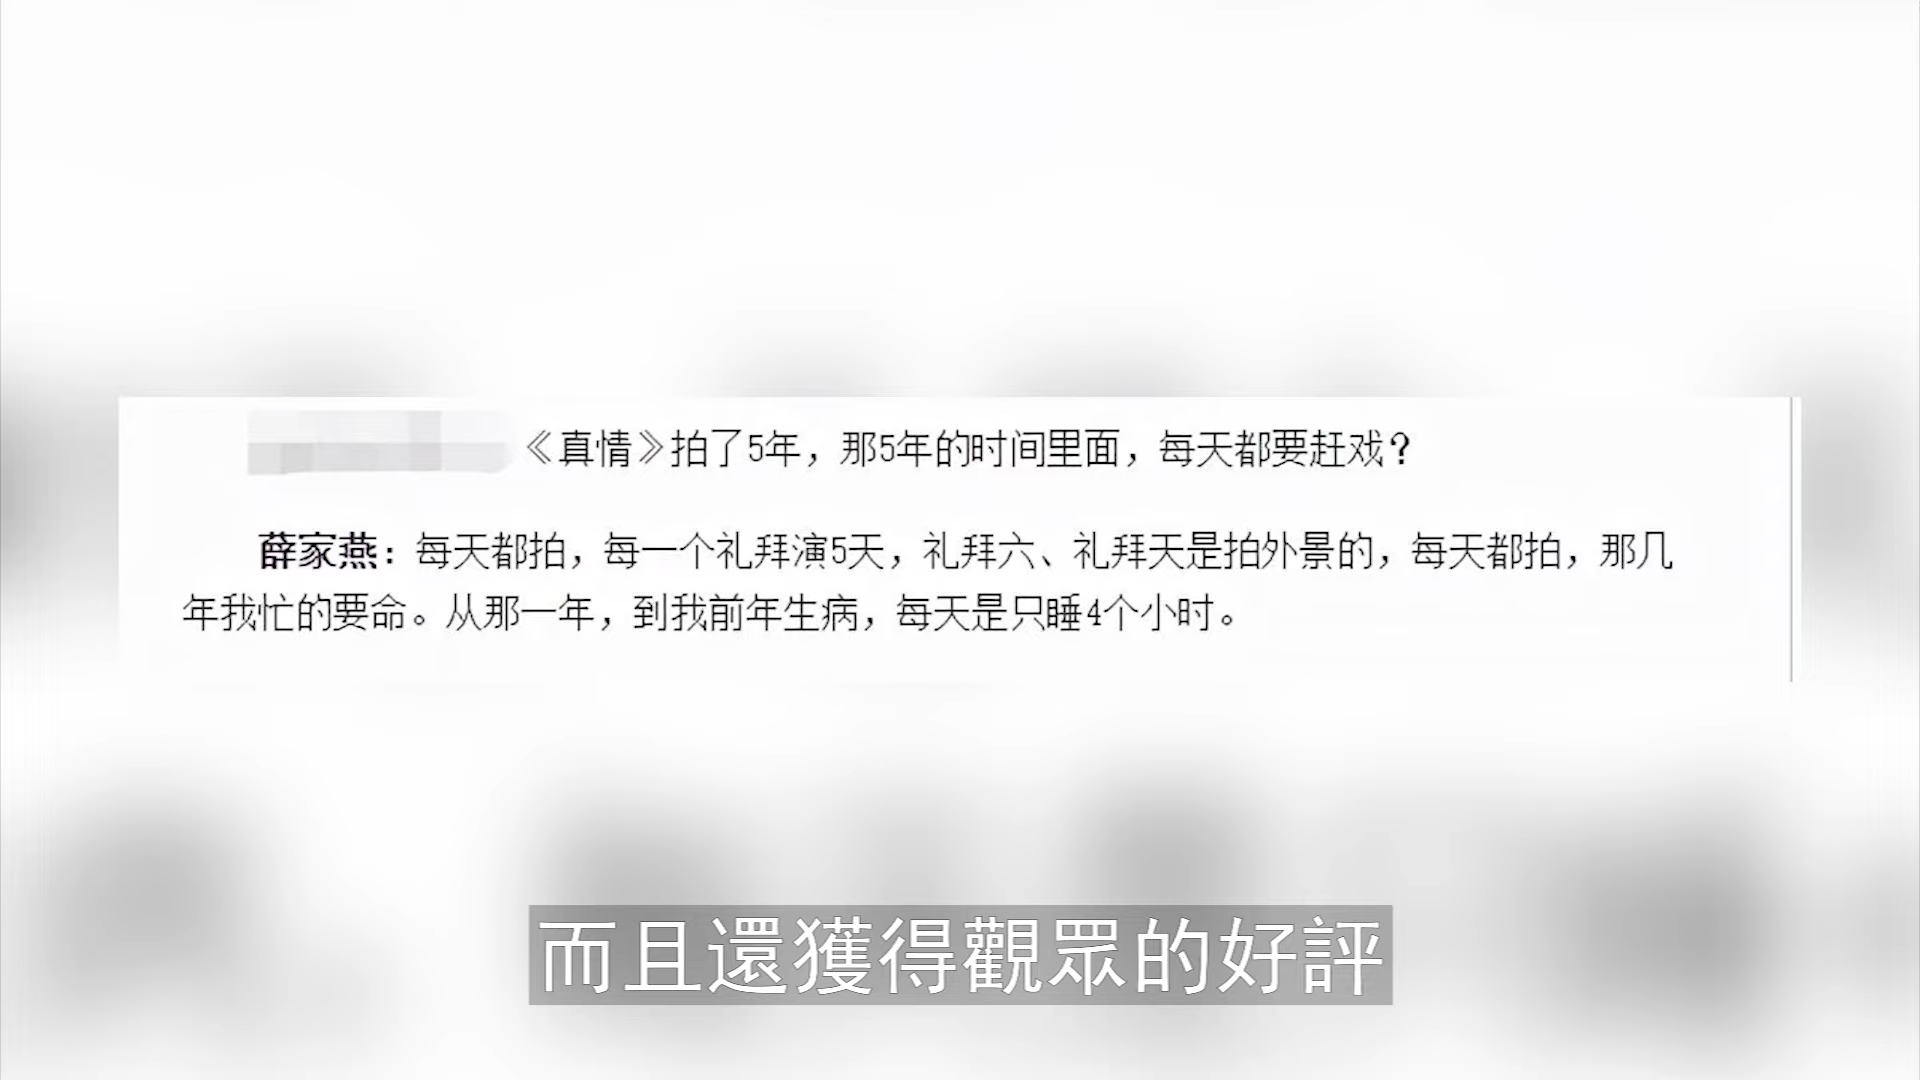 《真情》拍了5年，那5年的时间里面，每天都要赶戏？
薛家燕：每天都拍，每一个礼拜演5天，礼拜六、礼拜天是拍外景的，每天都拍，那几
年我忙的要命。从那一年，到我前年生病，每天是只睡4个小时。
而且還獲得觀眾的好評